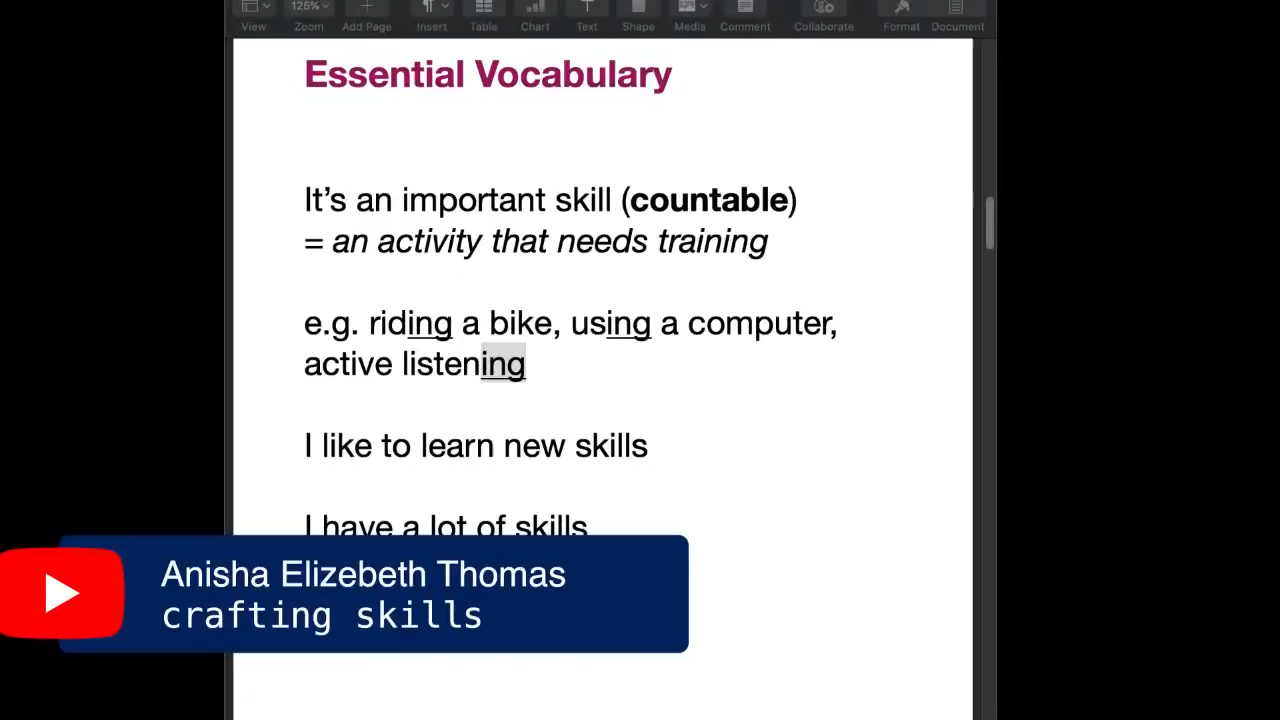 125%
View
Zoom
Add Page
Insert
Table
Chart
Text
Shape
Media
Comment
Collaborate
Format
Document
Essential Vocabulary
It’s an important skill (countable)
= an activity that needs training
e.g. riding a bike, using a computer,
active listening
I like to learn new skills
I have a lot of skills
Anisha Elizebeth Thomas
crafting skills